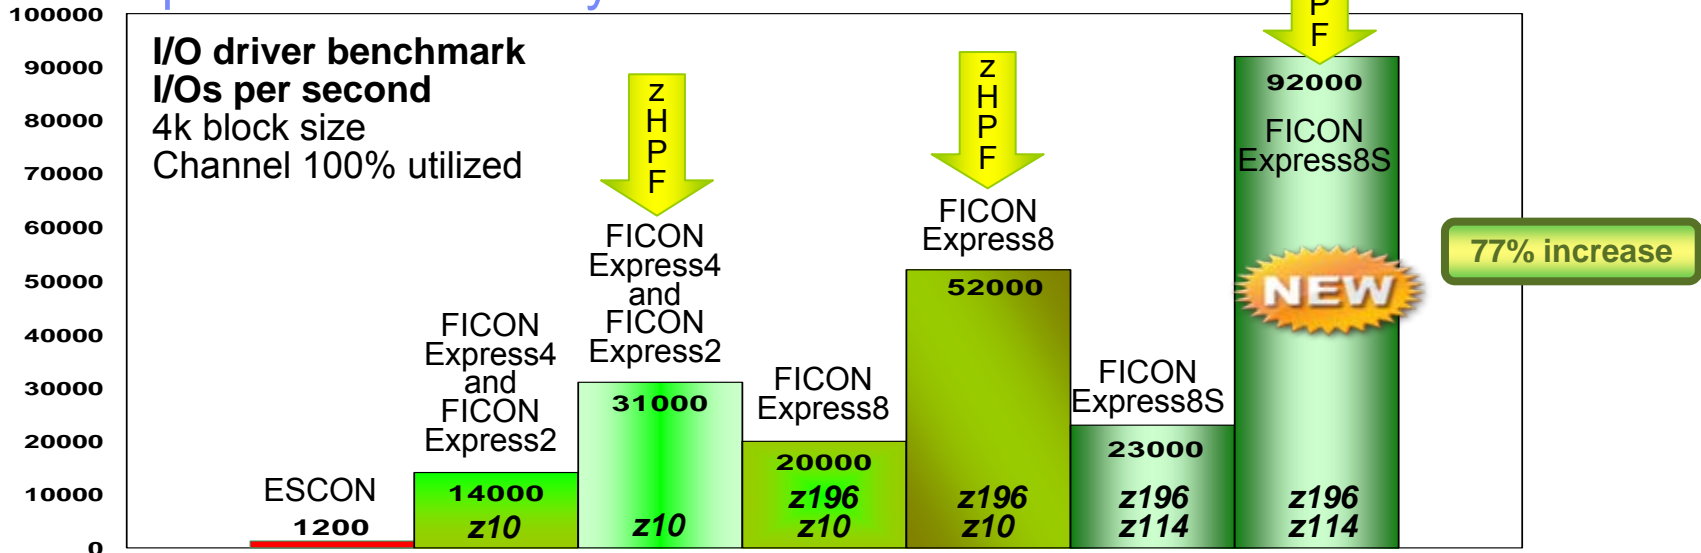 100000
90000
80000
70000
60000
50000
40000
30000
20000
10000
0
I/O driver benchmark
I/Os per second
4k block size
Channel 100% utilized
ESCON
1200
FICON
Express4
and
FICON
Express2
14000
z10
z
H
P
F
FICON
Express4
and
FICON
Express2
31000
z10
FICON
Express8
20000
z196
z10
z
H
P
F
FICON
Express8
52000
z196
z10
FICON
Express8S
23000
z196
z114
P
F
92000
FICON
Express8S
NEW
z196
z114
77% increase